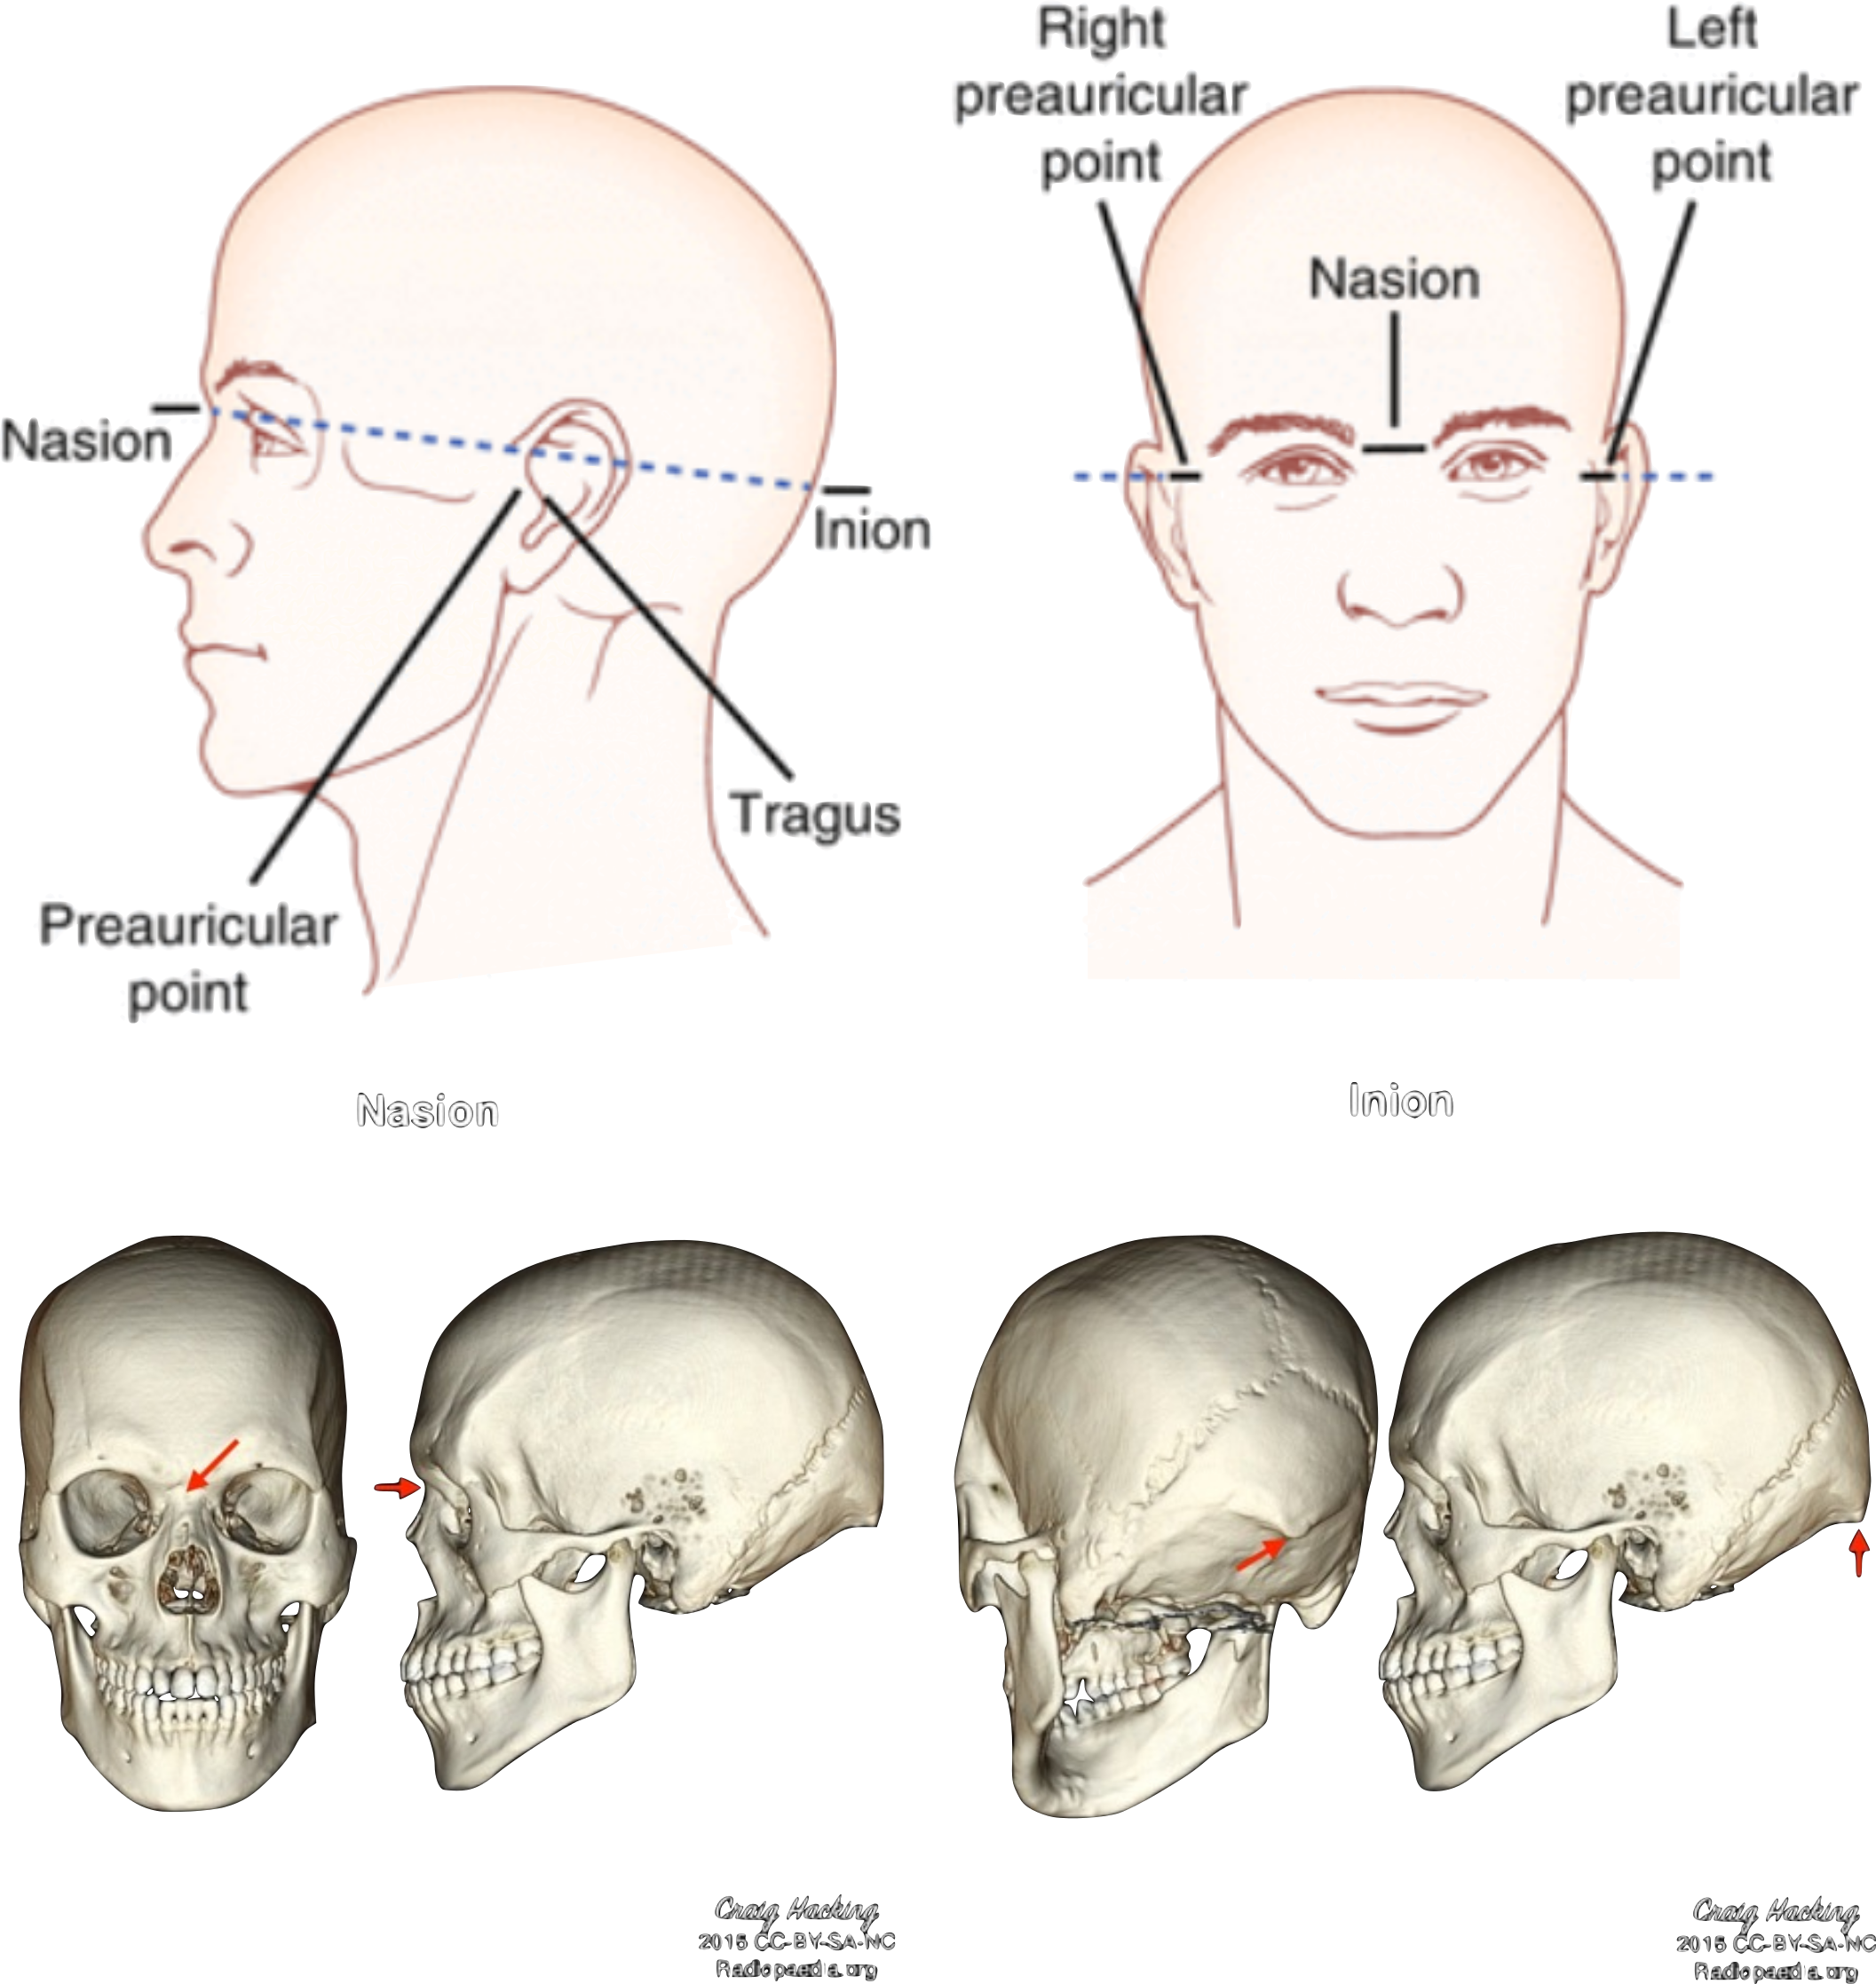 Right
preauricular
point
Left
preauricular
point
Nasion
Nasion
Inion
Tragus
Preauricular
point
Nasion
Inion
Craig Hacking
2015 CC-BY-SA-NC
Radiopaedia.org
Craig Hacking
2015 CC-BY-SA-NC
Radiopaedia.org